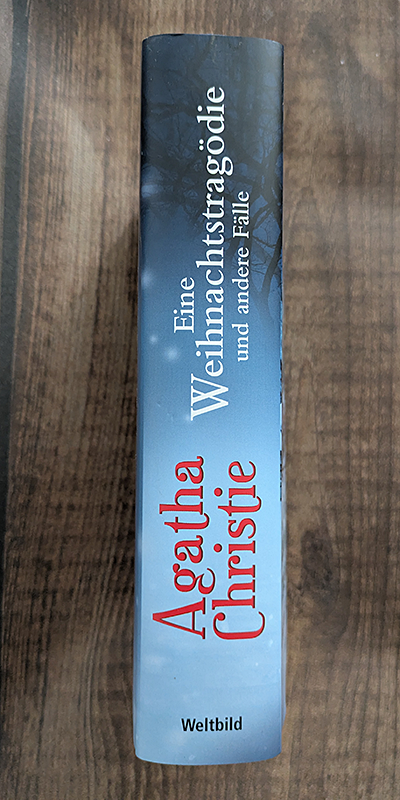 Agatha
Christie
Eine
Weihnachtstragödie
und andere Fälle
Weltbild